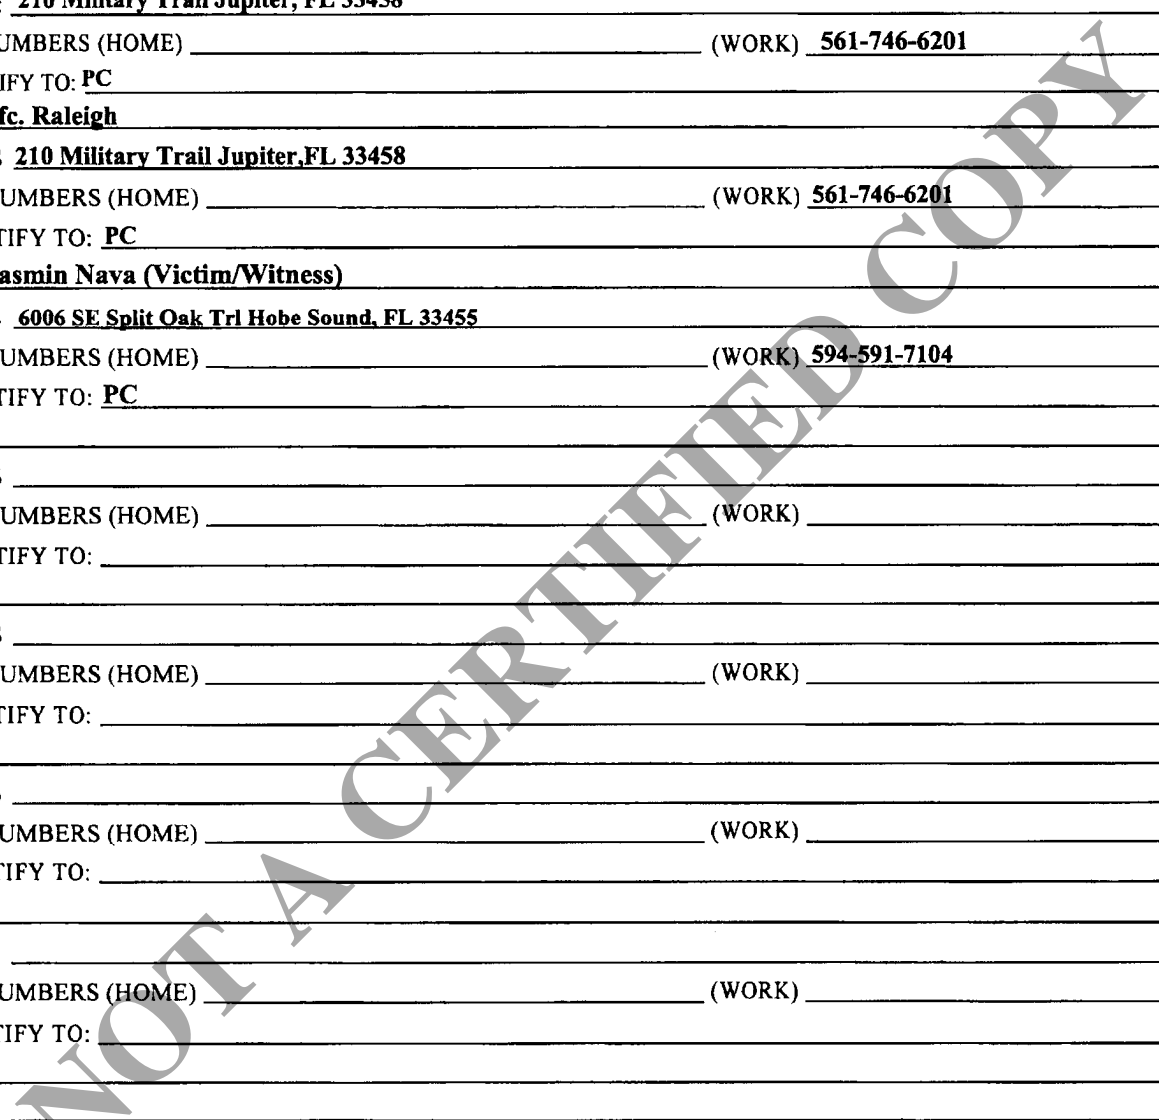 210 Military Trail Jupiter, FL 33458
UMBERS (HOME) (WORK) 561-746-6201
IFY TO: PC
fc. Raleigh
210 Military Trail Jupiter,FL 33458
UMBERS (HOME) (WORK) 561-746-6201
TIFY TO: PC
asmin Nava (Victim/Witness)
6006 SE Split Oak Trl Hobe Sound, FL 33455
UMBERS (HOME) (WORK) 594-591-7104
TIFY TO: PC
UMBERS (HOME) (WORK)
TIFY TO:
UMBERS (HOME) (WORK)
TIFY TO:
UMBERS (HOME) (WORK)
TIFY TO:
UMBERS (HOME) (WORK)
TIFY TO:
NOT A CERTIFIED COPY